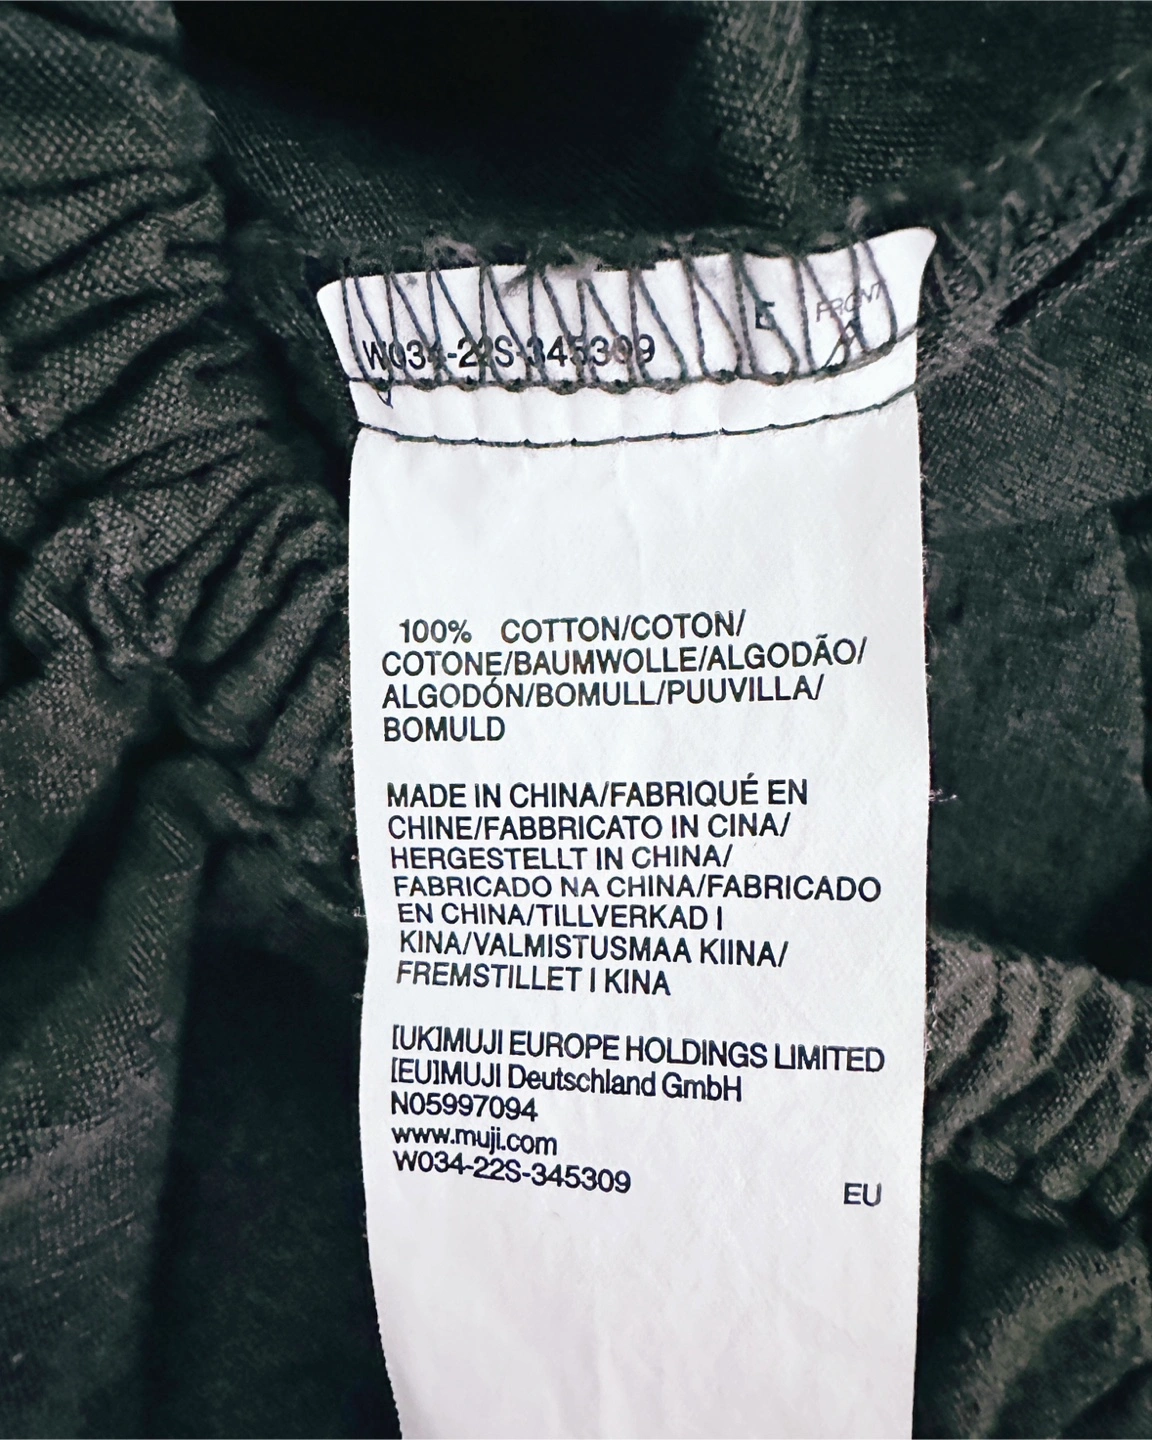 W034-22S-345309
FRONT
100% COTTON/COTON/
COTONE/BAUMWOLLE/ALGODÃO/
ALGODÓN/BOMULL/PUUVILLA/
BOMULD
MADE IN CHINA/FABRIQUÉ EN
CHINE/FABBRICATO IN CINA/
HERGESTELLT IN CHINA/
FABRICADO NA CHINA/FABRICADO
EN CHINA/TILLVERKAD I
KINA/VALMISTUSMAA KIINA/
FREMSTILLET I KINA
[UK]MUJI EUROPE HOLDINGS LIMITED
[EU]MUJI Deutschland GmbH
N05997094
www.muji.com
W034-22S-345309
EU